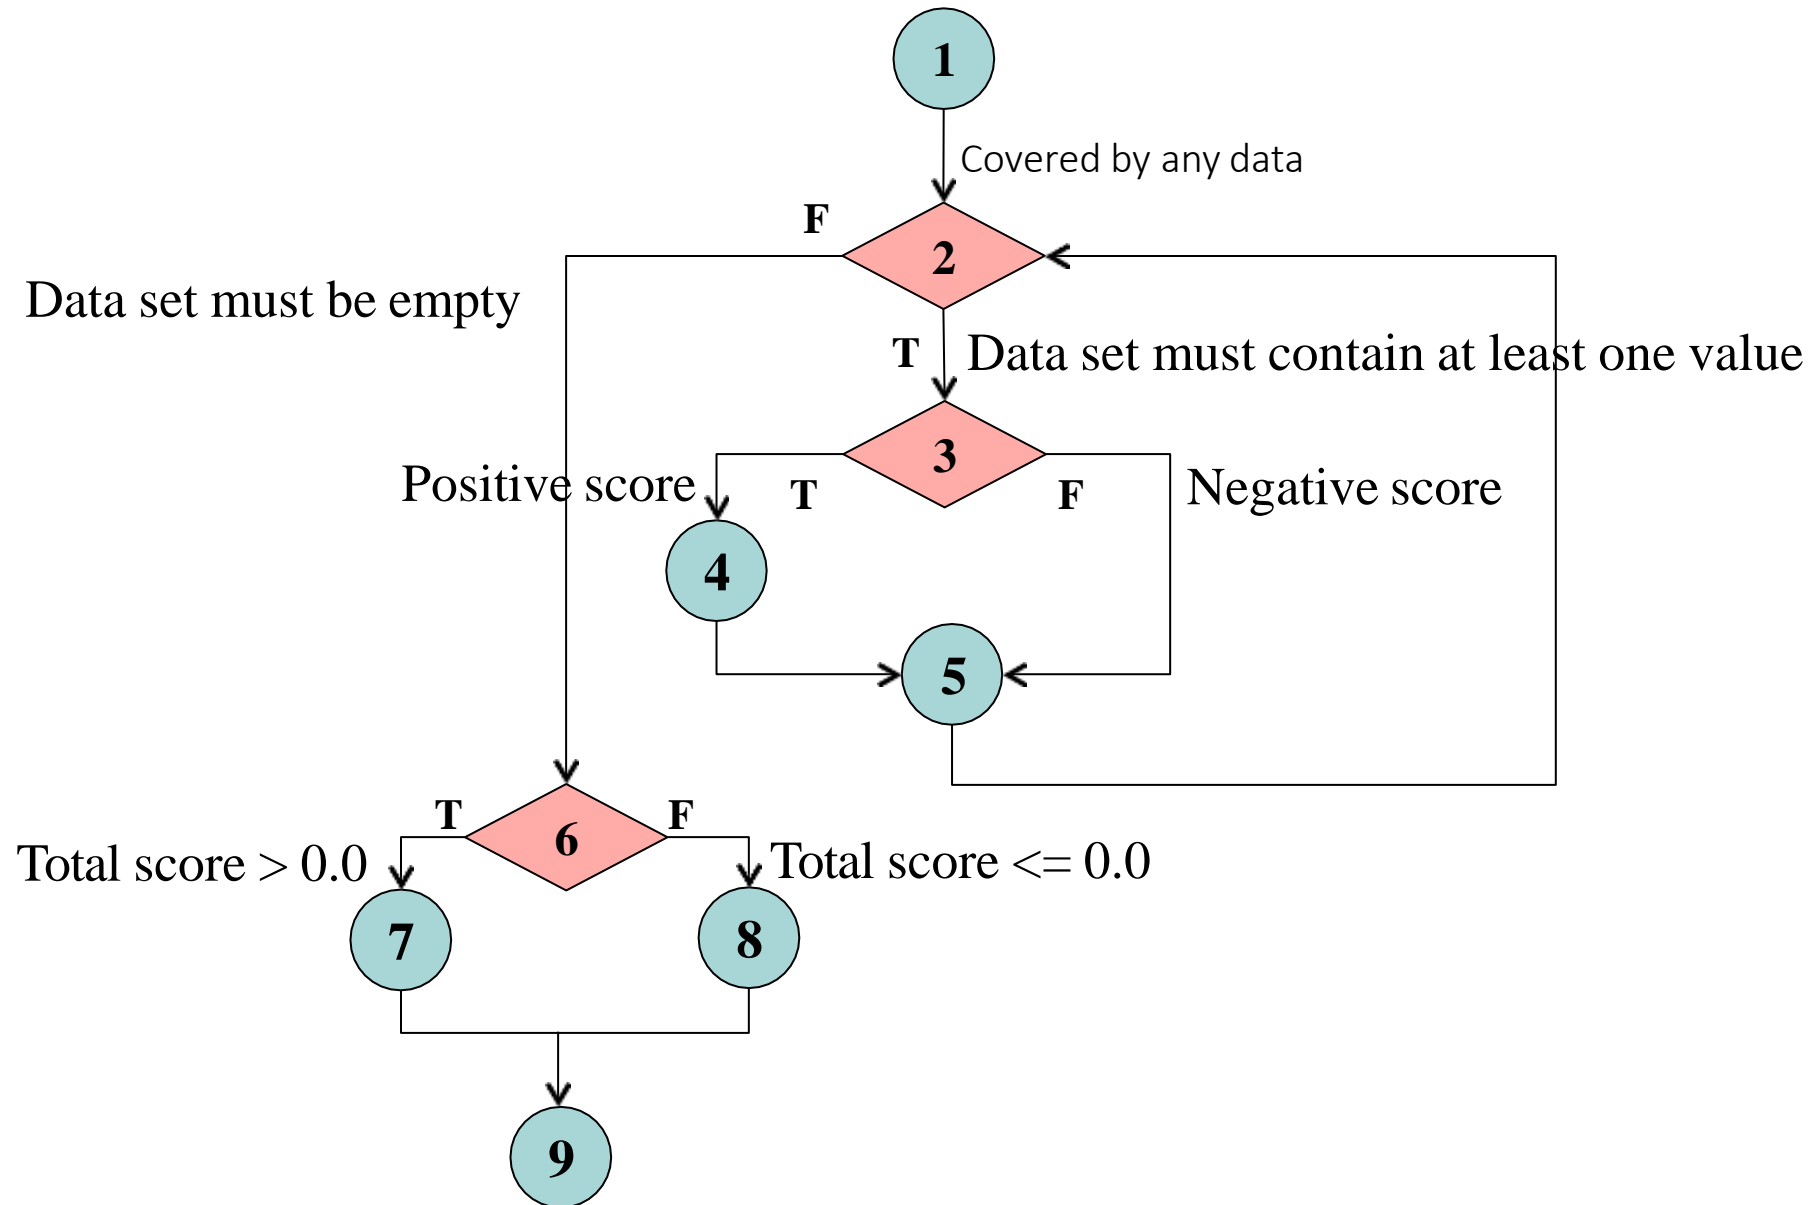 1
Covered by any data
F
2
Data set must be empty
T
Data set must contain at least one value
3
Positive score
T
F
Negative score
4
5
T
F
6
Total score > 0.0
Total score <= 0.0
7
8
9